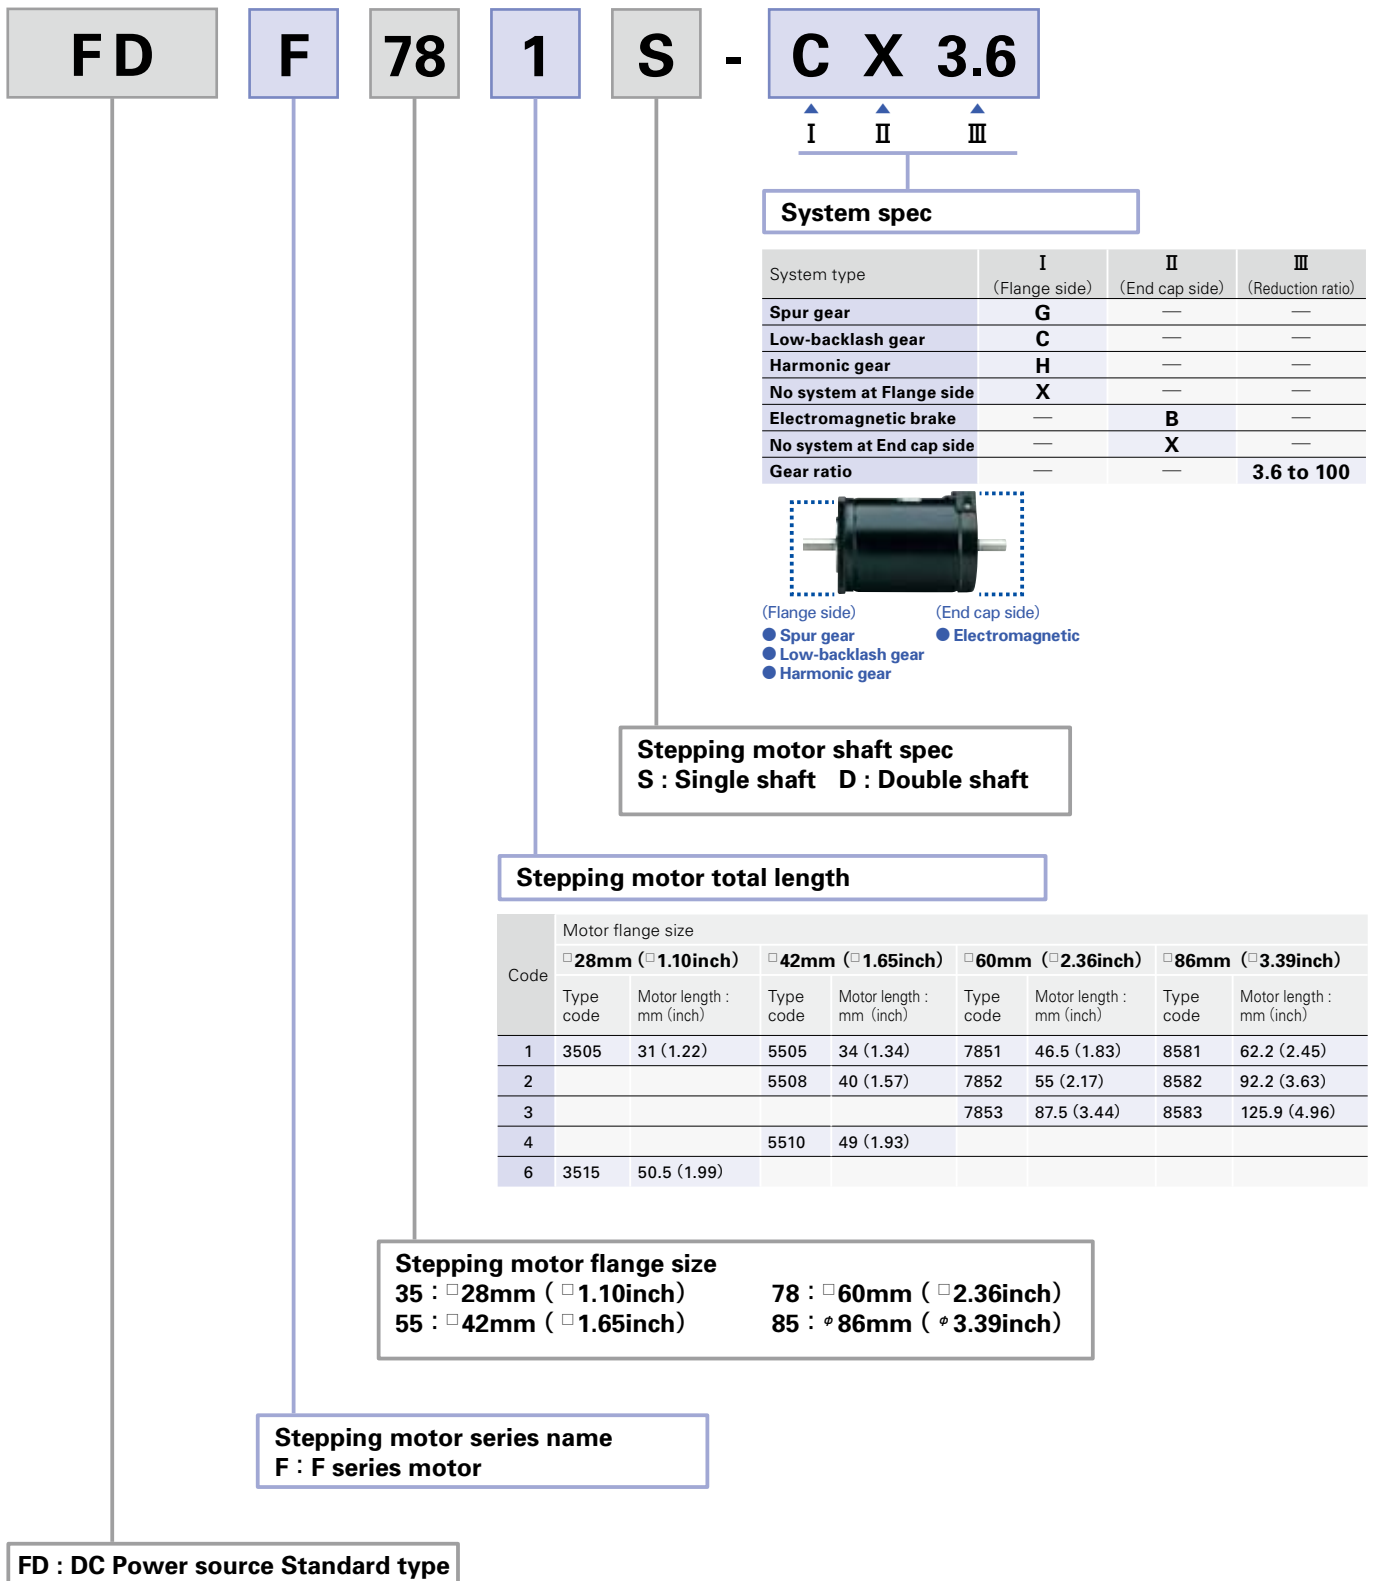 FD F 78 1 S - C X 3.6
Ⅰ Ⅱ Ⅲ
System spec
System type Ⅰ (Flange side) Ⅱ (End cap side) Ⅲ (Reduction ratio)
Spur gear G — —
Low-backlash gear C — —
Harmonic gear H — —
No system at Flange side X — —
Electromagnetic brake — B —
No system at End cap side — X —
Gear ratio — — 3.6 to 100
(Flange side) (End cap side)
● Spur gear ● Electromagnetic
● Low-backlash gear
● Harmonic gear
Stepping motor shaft spec
S : Single shaft D : Double shaft
Stepping motor total length
Code Motor flange size
□28mm (□1.10inch) □42mm (□1.65inch) □60mm (□2.36inch) □86mm (□3.39inch)
Type code Motor length : mm (inch) Type code Motor length : mm (inch) Type code Motor length : mm (inch) Type code Motor length : mm (inch)
1 3505 31 (1.22) 5505 34 (1.34) 7851 46.5 (1.83) 8581 62.2 (2.45)
2 5508 40 (1.57) 7852 55 (2.17) 8582 92.2 (3.63)
3 7853 87.5 (3.44) 8583 125.9 (4.96)
4 5510 49 (1.93)
6 3515 50.5 (1.99)
Stepping motor flange size
35 : □28mm ( □1.10inch) 78 : □60mm ( □2.36inch)
55 : □42mm ( □1.65inch) 85 : φ86mm ( φ3.39inch)
Stepping motor series name
F : F series motor
FD : DC Power source Standard type